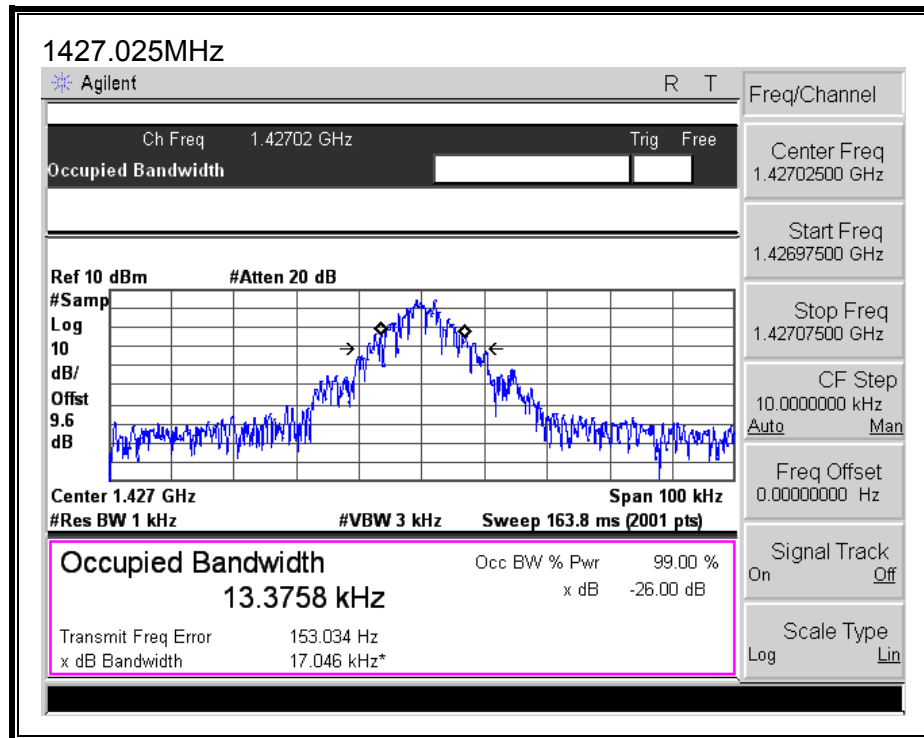 1427.025MHz
Agilent R T
Ch Freq 1.42702 GHz Trig Free
Occupied Bandwidth
Ref 10 dBm #Atten 20 dB
#Samp
Log
10
dB/
Offst
9.6
dB
Center 1.427 GHz Span 100 kHz
#Res BW 1 kHz #VBW 3 kHz Sweep 163.8 ms (2001 pts)
Occupied Bandwidth Occ BW % Pwr 99.00 %
13.3758 kHz x dB -26.00 dB
Transmit Freq Error 153.034 Hz
x dB Bandwidth 17.046 kHz*
Freq/Channel
Center Freq
1.42702500 GHz
Start Freq
1.42697500 GHz
Stop Freq
1.42707500 GHz
CF Step
10.0000000 kHz
Auto Man
Freq Offset
0.00000000 Hz
Signal Track
On Off
Scale Type
Log Lin